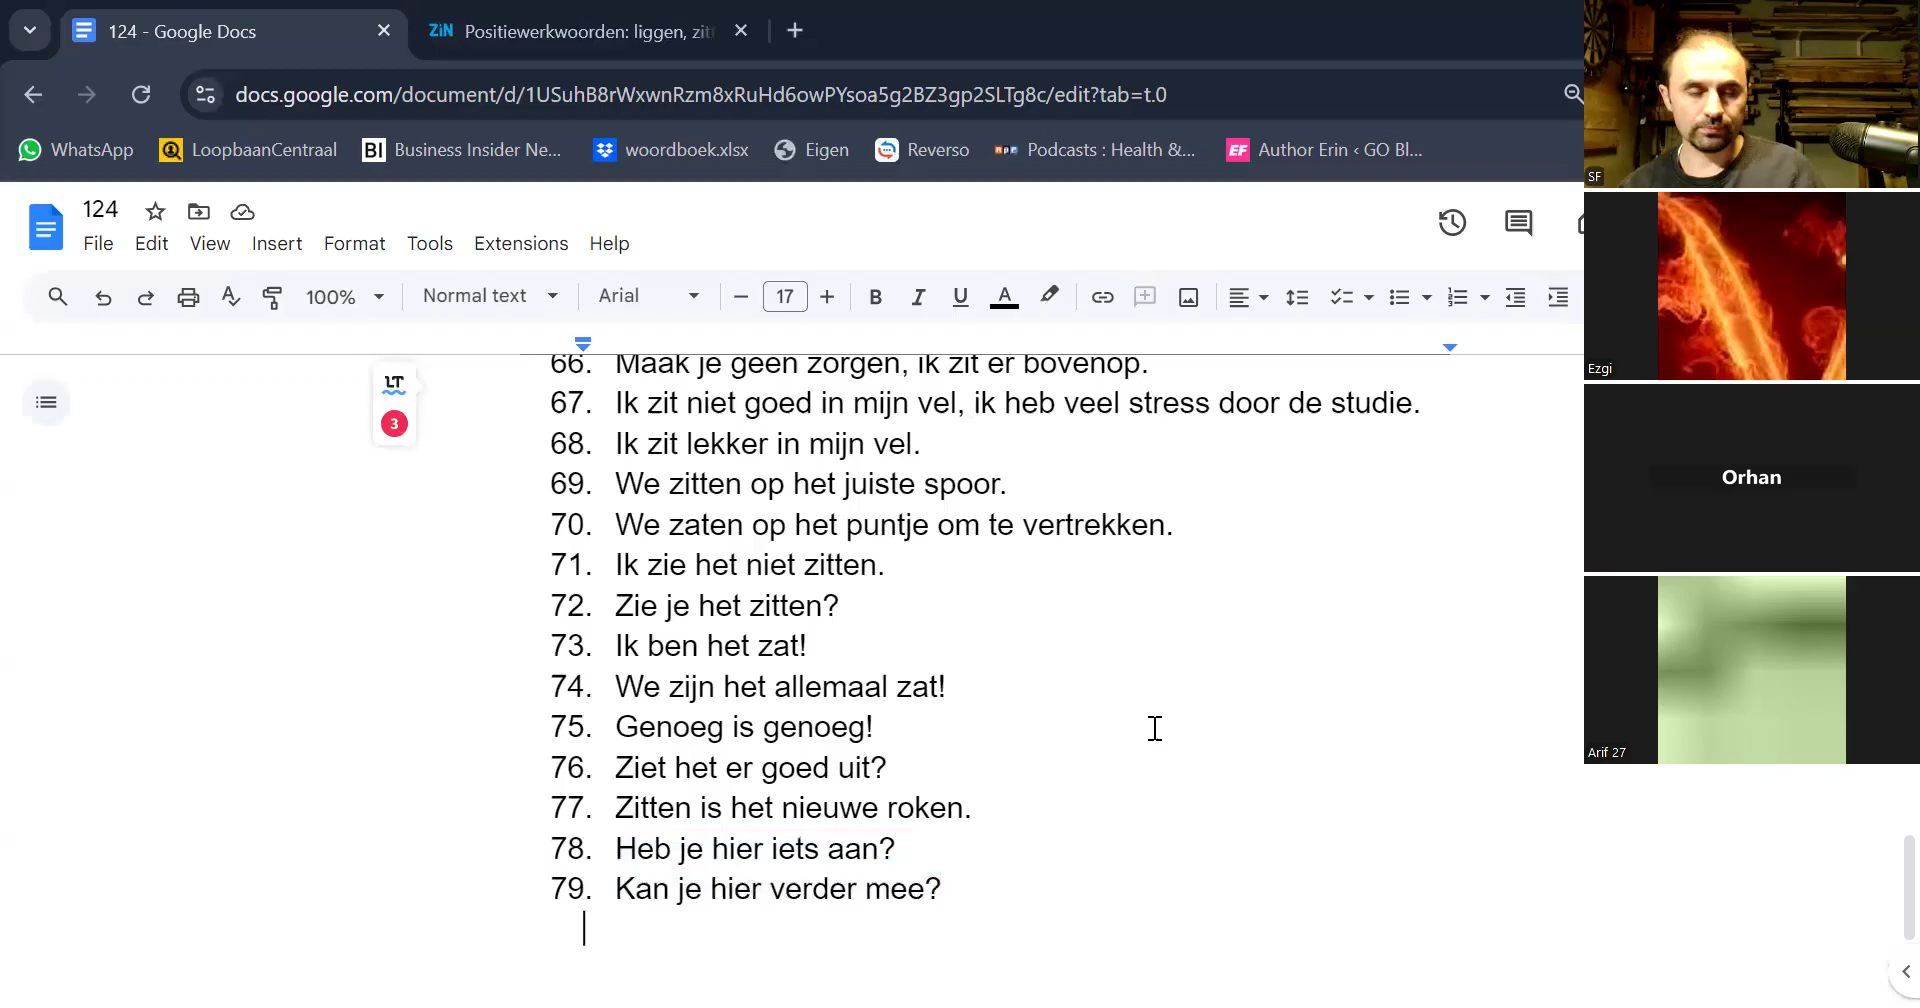 124 - Google Docs
Positiewerkwoorden: liggen, zit
docs.google.com/document/d/1USuhB8rWxwnRzm8xRuHd6owPYsoa5g2BZ3gp2SLTg8c/edit?tab=t.0
WhatsApp LoopbaanCentraal BI Business Insider Ne... woordboek.xlsx Eigen Reverso npr Podcasts : Health &... EF Author Erin ‹ GO Bl...
124
File Edit View Insert Format Tools Extensions Help
100% Normal text Arial 17 B I U A
LT
3
66. Maak je geen zorgen, ik zit er bovenop.
67. Ik zit niet goed in mijn vel, ik heb veel stress door de studie.
68. Ik zit lekker in mijn vel.
69. We zitten op het juiste spoor.
70. We zaten op het puntje om te vertrekken.
71. Ik zie het niet zitten.
72. Zie je het zitten?
73. Ik ben het zat!
74. We zijn het allemaal zat!
75. Genoeg is genoeg!
76. Ziet het er goed uit?
77. Zitten is het nieuwe roken.
78. Heb je hier iets aan?
79. Kan je hier verder mee?
SF
Ezgi
Orhan
Arif 27